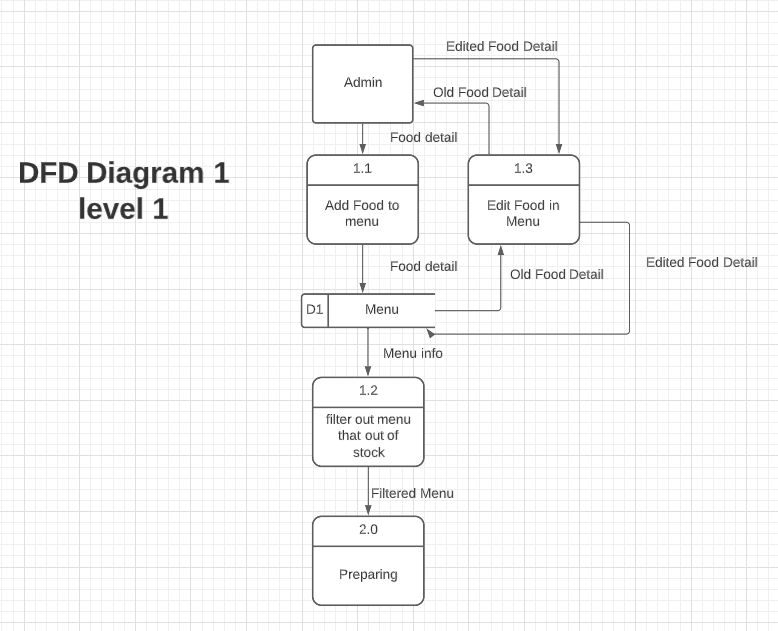 Edited Food Detail
Admin
Old Food Detail
Food detail
DFD Diagram 1
level 1
1.1
1.3
Add Food to
menu
Edit Food in
Menu
Food detail
Old Food Detail
Edited Food Detail
D1
Menu
Menu info
1.2
filter out menu
that out of
stock
Filtered Menu
2.0
Preparing